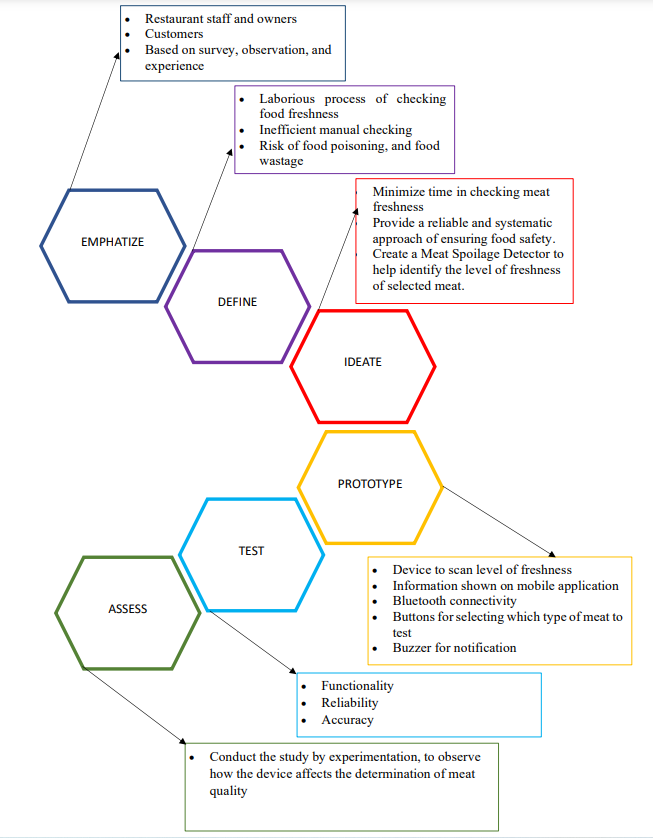 • Restaurant staff and owners
• Customers
• Based on survey, observation, and
experience
• Laborious process of checking
food freshness
• Inefficient manual checking
• Risk of food poisoning, and food
wastage
Minimize time in checking meat
freshness
Provide a reliable and systematic
approach of ensuring food safety.
Create a Meat Spoilage Detector to
help identify the level of freshness
of selected meat.
EMPHATIZE
DEFINE
IDEATE
PROTOTYPE
• Device to scan level of freshness
• Information shown on mobile application
• Bluetooth connectivity
• Buttons for selecting which type of meat to
test
• Buzzer for notification
TEST
ASSESS
• Functionality
• Reliability
• Accuracy
• Conduct the study by experimentation, to observe
how the device affects the determination of meat
quality